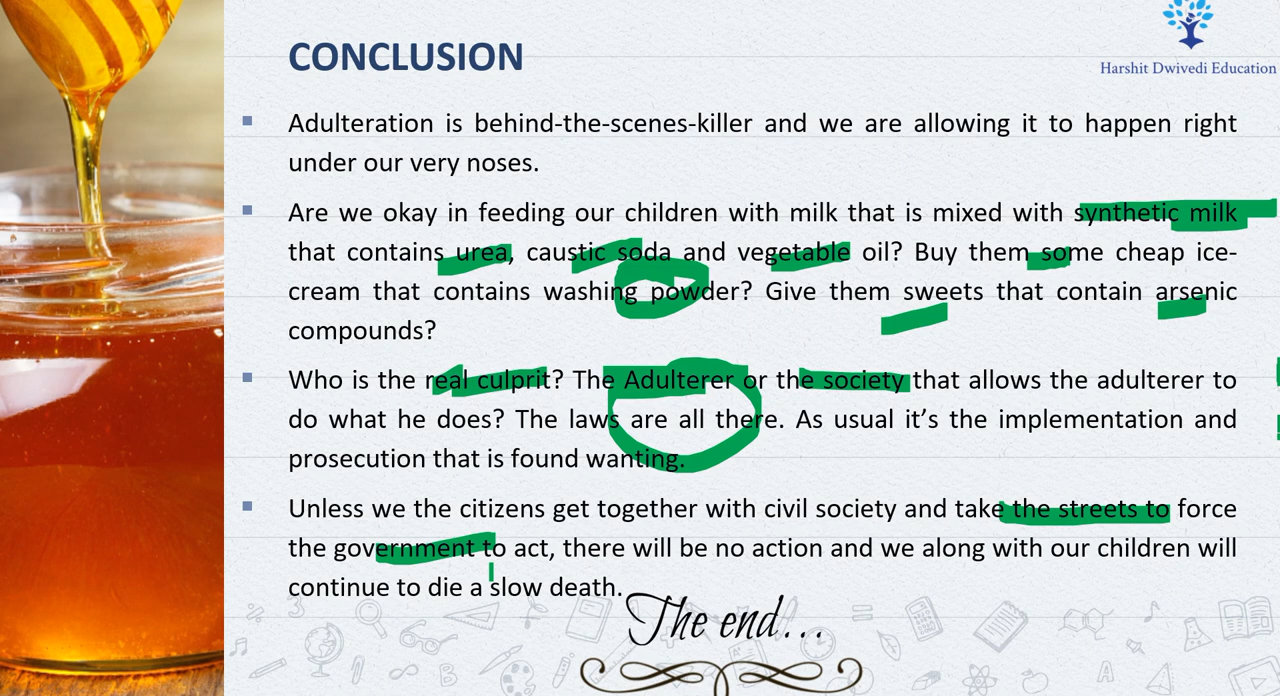 CONCLUSION
Harshit Dwivedi Education
Adulteration is behind-the-scenes-killer and we are allowing it to happen right
under our very noses.
Are we okay in feeding our children with milk that is mixed with synthetic milk
that contains urea, caustic soda and vegetable oil? Buy them some cheap ice-
cream that contains washing powder? Give them sweets that contain arsenic
compounds?
Who is the real culprit? The Adulterer or the society that allows the adulterer to
do what he does? The laws are all there. As usual it’s the implementation and
prosecution that is found wanting.
Unless we the citizens get together with civil society and take the streets to force
the government to act, there will be no action and we along with our children will
continue to die a slow death.
The end...